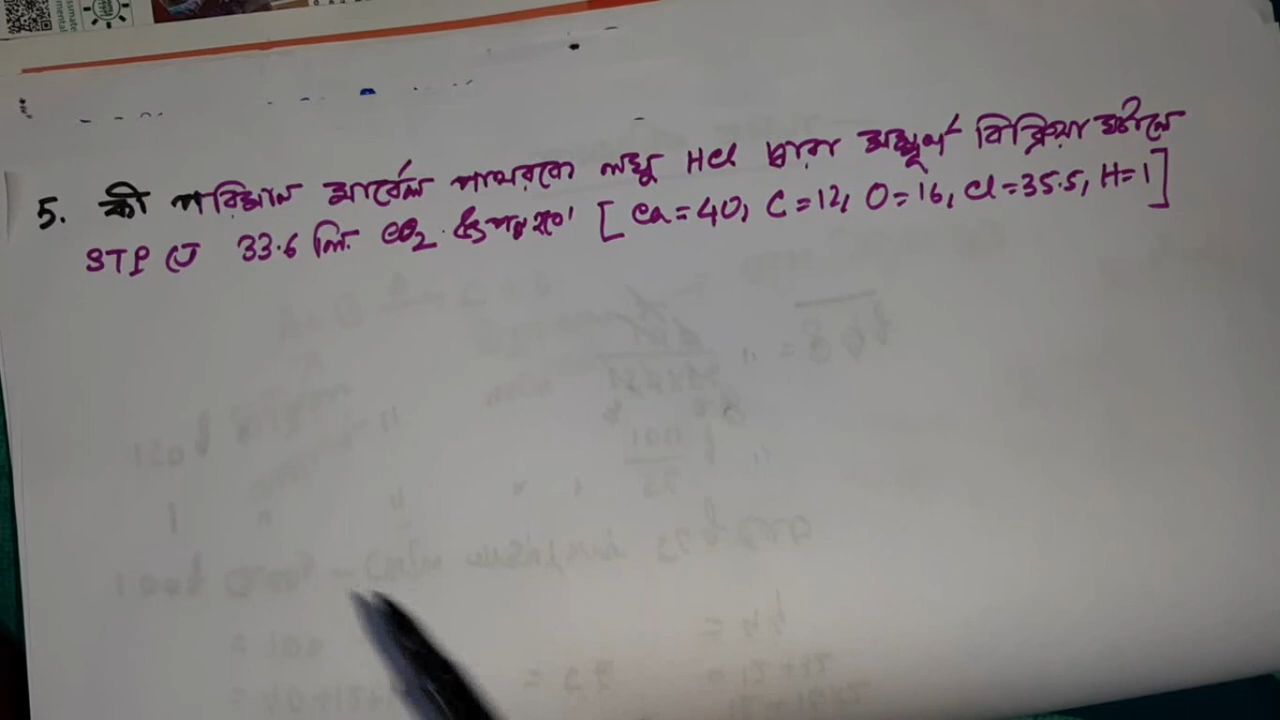 5. কী পরিমান মার্বেল পাথরকে লঘু HCl দ্বারা সম্পূর্ণ বিক্রিয়া ঘটালে
STP তে 33.6 লি. CO₂ উৎপন্ন হবে। [Ca=40, C=12, O=16, Cl=35.5, H=1]